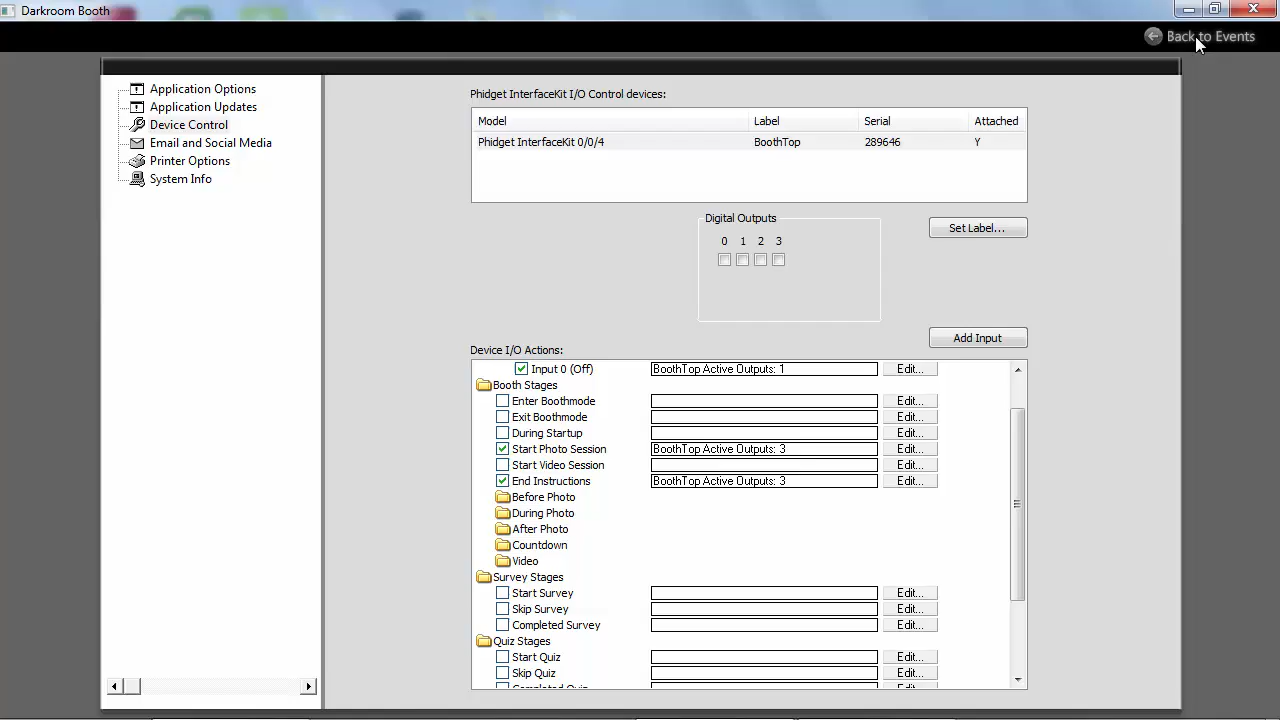 Darkroom Booth
Back to Events
Application Options
Application Updates
Device Control
Email and Social Media
Printer Options
System Info
Phidget InterfaceKit I/O Control devices:
Model Label Serial Attached
Phidget InterfaceKit 0/0/4 BoothTop 289646 Y
Digital Outputs
0 1 2 3
Set Label...
Add Input
Device I/O Actions:
Input 0 (Off) BoothTop Active Outputs: 1 Edit...
Booth Stages
Enter Boothmode Edit...
Exit Boothmode Edit...
During Startup Edit...
Start Photo Session BoothTop Active Outputs: 3 Edit...
Start Video Session Edit...
End Instructions BoothTop Active Outputs: 3 Edit...
Before Photo
During Photo
After Photo
Countdown
Video
Survey Stages
Start Survey Edit...
Skip Survey Edit...
Completed Survey Edit...
Quiz Stages
Start Quiz Edit...
Skip Quiz Edit...
Completed Quiz Edit...